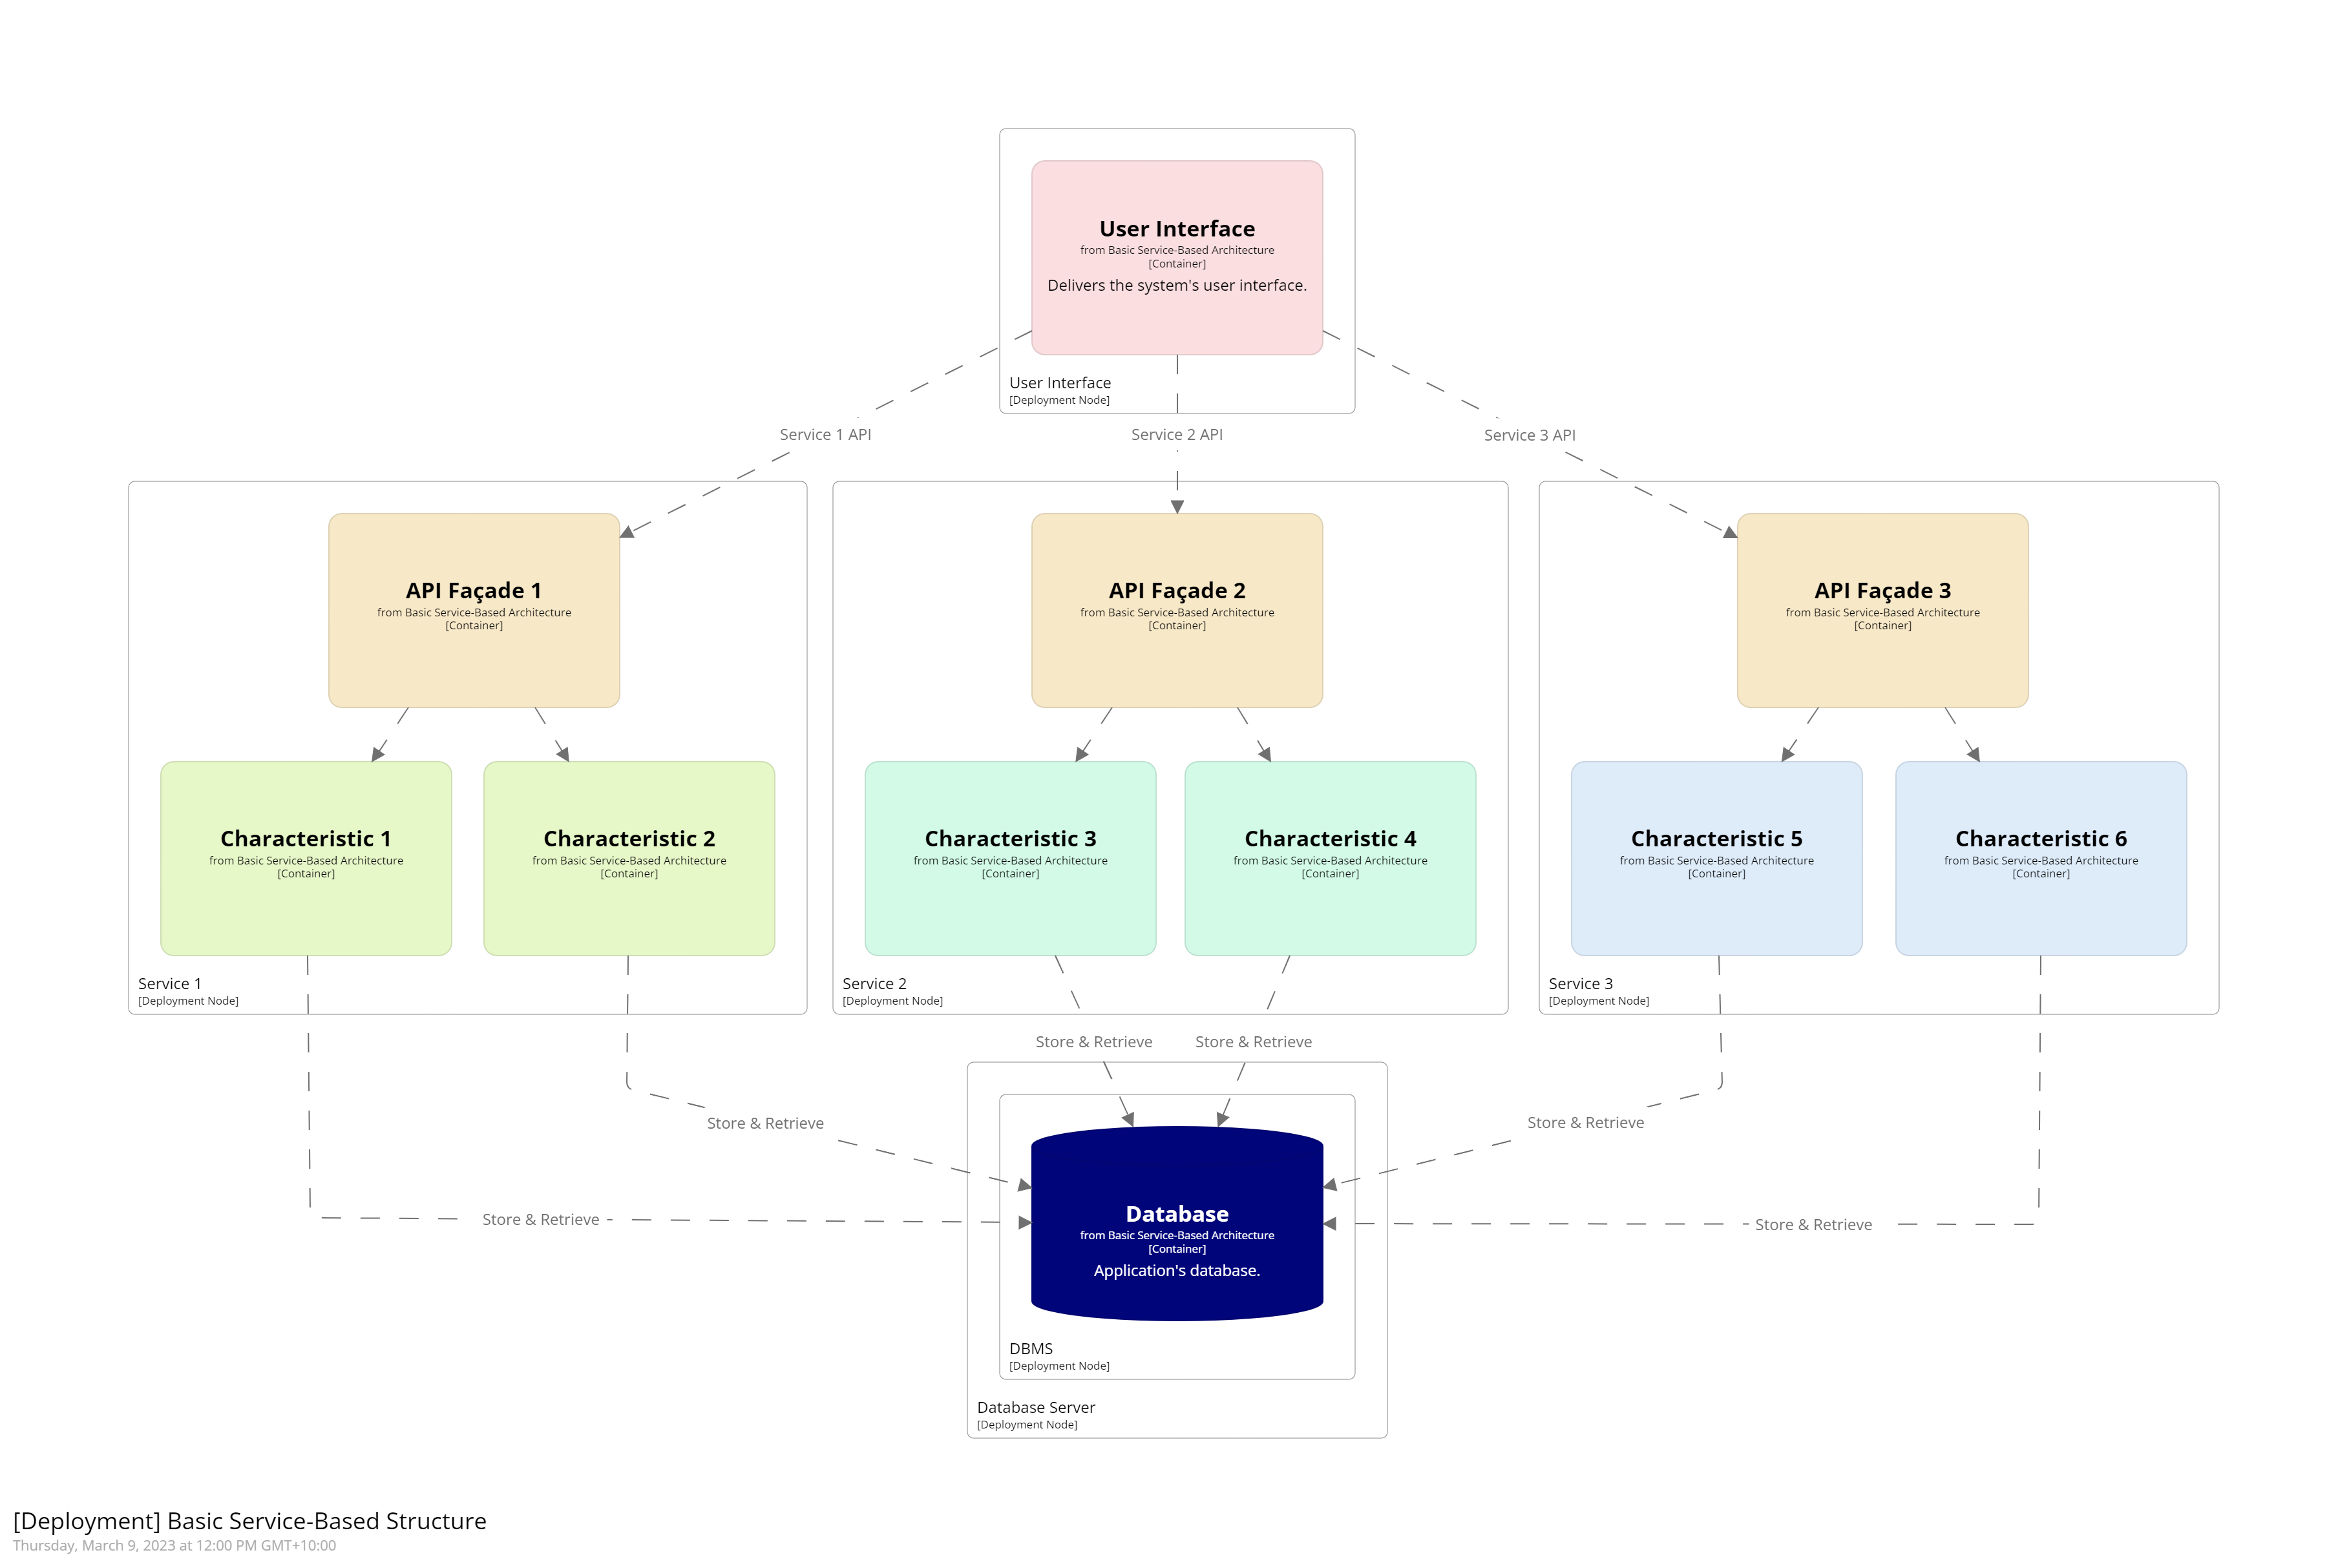 User Interface
from Basic Service-Based Architecture
[Container]
Delivers the system's user interface.
User Interface
[Deployment Node]
Service 1 API
Service 2 API
Service 3 API
API Façade 1
from Basic Service-Based Architecture
[Container]
API Façade 2
from Basic Service-Based Architecture
[Container]
API Façade 3
from Basic Service-Based Architecture
[Container]
Characteristic 1
from Basic Service-Based Architecture
[Container]
Characteristic 2
from Basic Service-Based Architecture
[Container]
Characteristic 3
from Basic Service-Based Architecture
[Container]
Characteristic 4
from Basic Service-Based Architecture
[Container]
Characteristic 5
from Basic Service-Based Architecture
[Container]
Characteristic 6
from Basic Service-Based Architecture
[Container]
Service 1
[Deployment Node]
Service 2
[Deployment Node]
Service 3
[Deployment Node]
Store & Retrieve
Store & Retrieve
Store & Retrieve
Store & Retrieve
Store & Retrieve
Store & Retrieve
Database
from Basic Service-Based Architecture
[Container]
Application's database.
DBMS
[Deployment Node]
Database Server
[Deployment Node]
[Deployment] Basic Service-Based Structure
Thursday, March 9, 2023 at 12:00 PM GMT+10:00